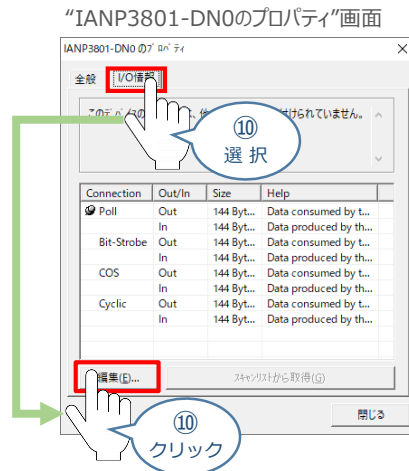 “IANP3801-DN0のプロパティ”画面
IANP3801-DN0 のプロパティ
全般 I/O情報
このデバイスの は、他 けられていません。
⑩
選 択
Connection Out/In Size Help
Poll Out 144 Byt... Data consumed by t...
In 144 Byt... Data produced by th...
Bit-Strobe Out 144 Byt... Data consumed by t...
In 144 Byt... Data produced by th...
COS Out 144 Byt... Data consumed by t...
In 144 Byt... Data produced by th...
Cyclic Out 144 Byt... Data consumed by t...
In 144 Byt... Data produced by th...
編集(E)... スキャンリストから取得(G)
閉じる
⑩
クリック